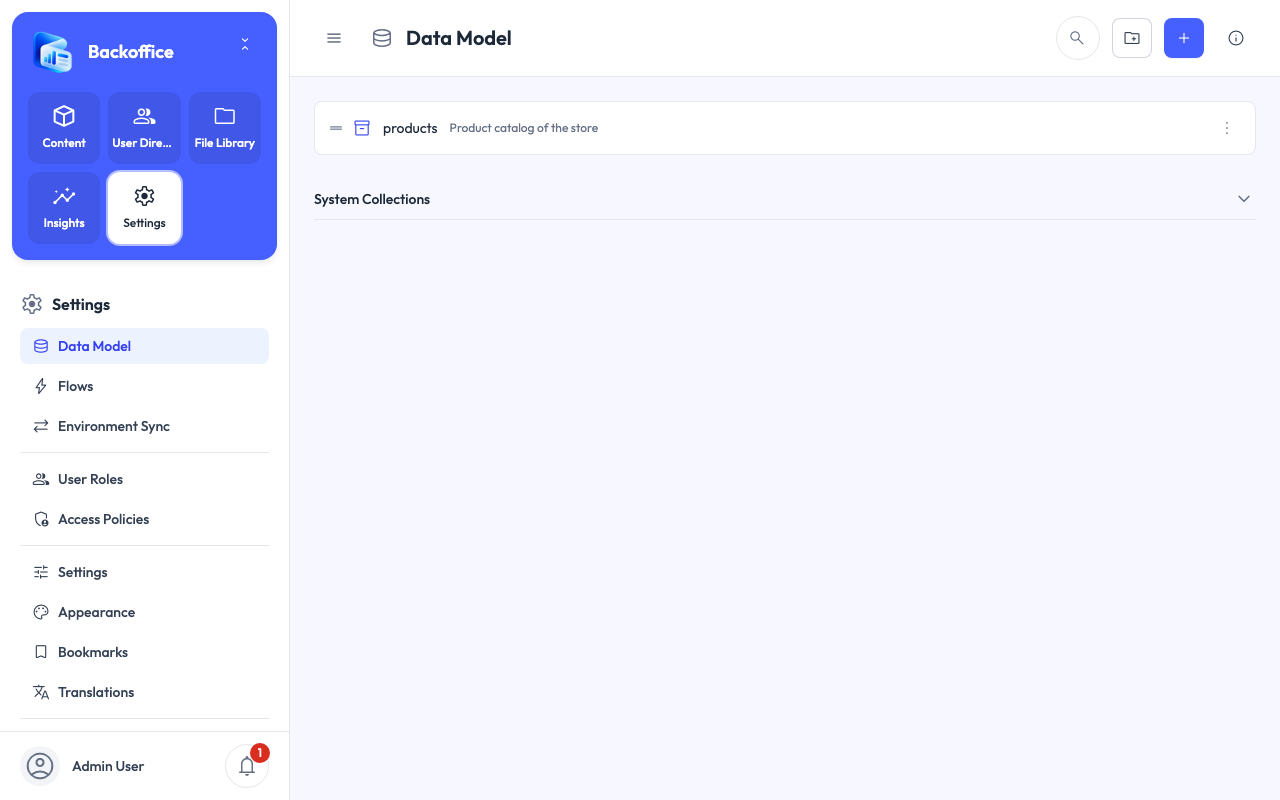 Backoffice
Content
User Dire...
File Library
Insights
Settings
Settings
Data Model
Flows
Environment Sync
User Roles
Access Policies
Settings
Appearance
Bookmarks
Translations
Admin User
1
Data Model
products Product catalog of the store
System Collections